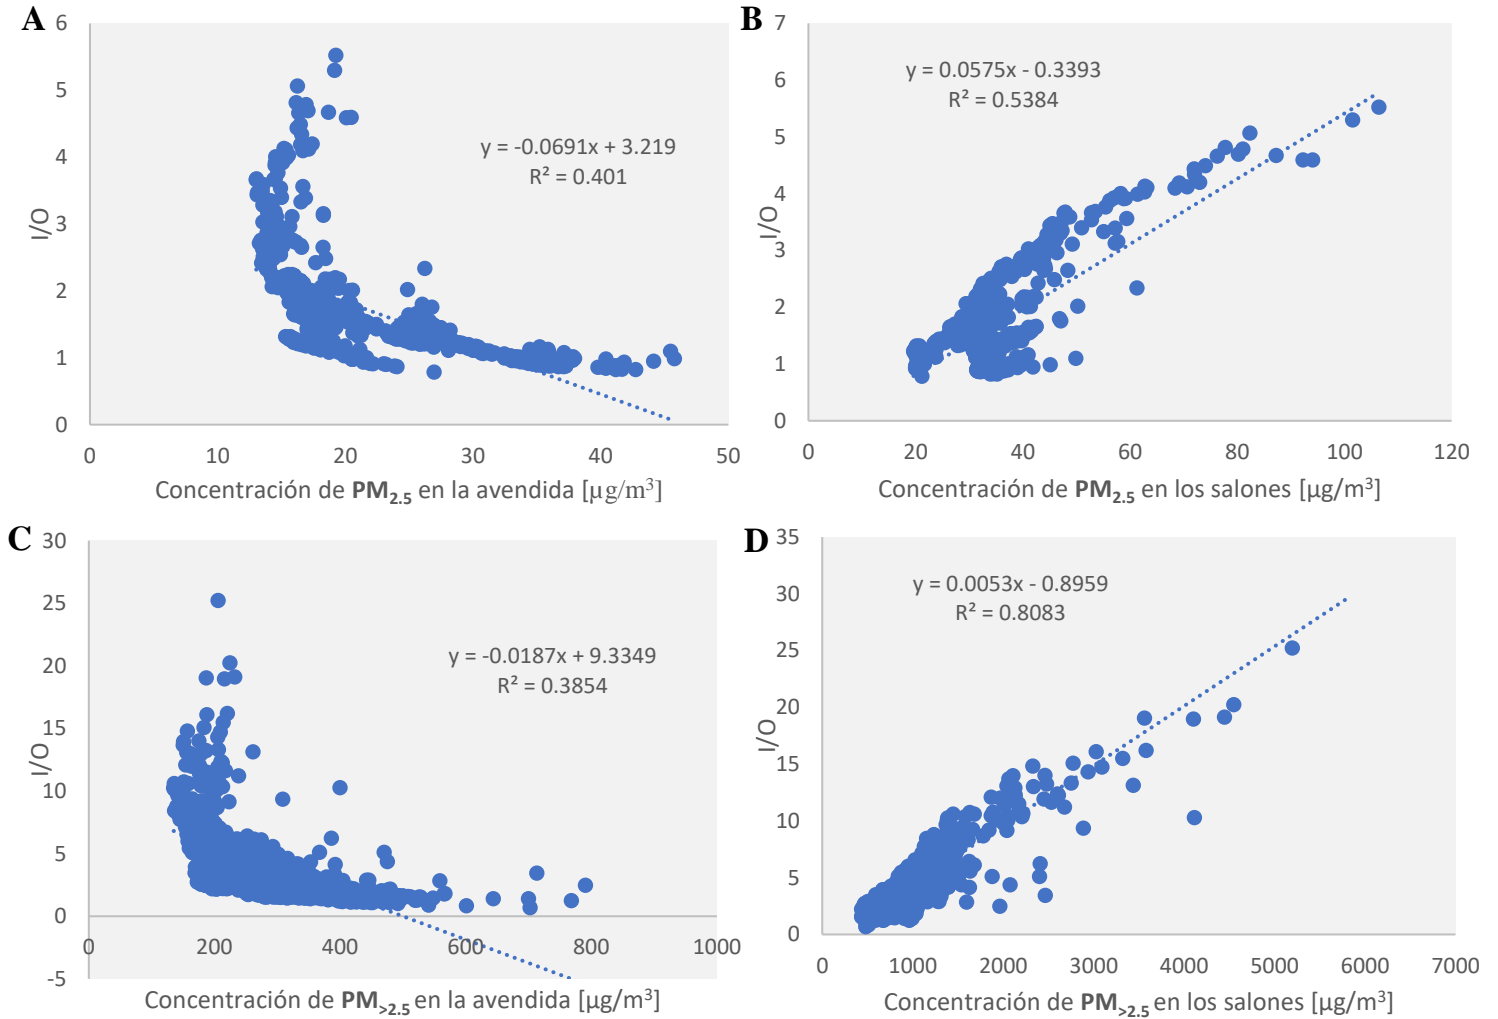 A
6
5
4
3
2
1
0
I/O
y = -0.0691x + 3.219
R² = 0.401
0 10 20 30 40 50
Concentración de PM2.5 en la avendida [µg/m³]
B
7
6
5
4
3
2
1
0
I/O
y = 0.0575x - 0.3393
R² = 0.5384
0 20 40 60 80 100 120
Concentración de PM2.5 en los salones [µg/m³]
C
30
25
20
15
10
5
0
-5
I/O
y = -0.0187x + 9.3349
R² = 0.3854
0 200 400 600 800 1000
Concentración de PM>2.5 en la avendida [µg/m³]
D
35
30
25
20
15
10
5
0
I/O
y = 0.0053x - 0.8959
R² = 0.8083
0 1000 2000 3000 4000 5000 6000 7000
Concentración de PM>2.5 en los salones [µg/m³]